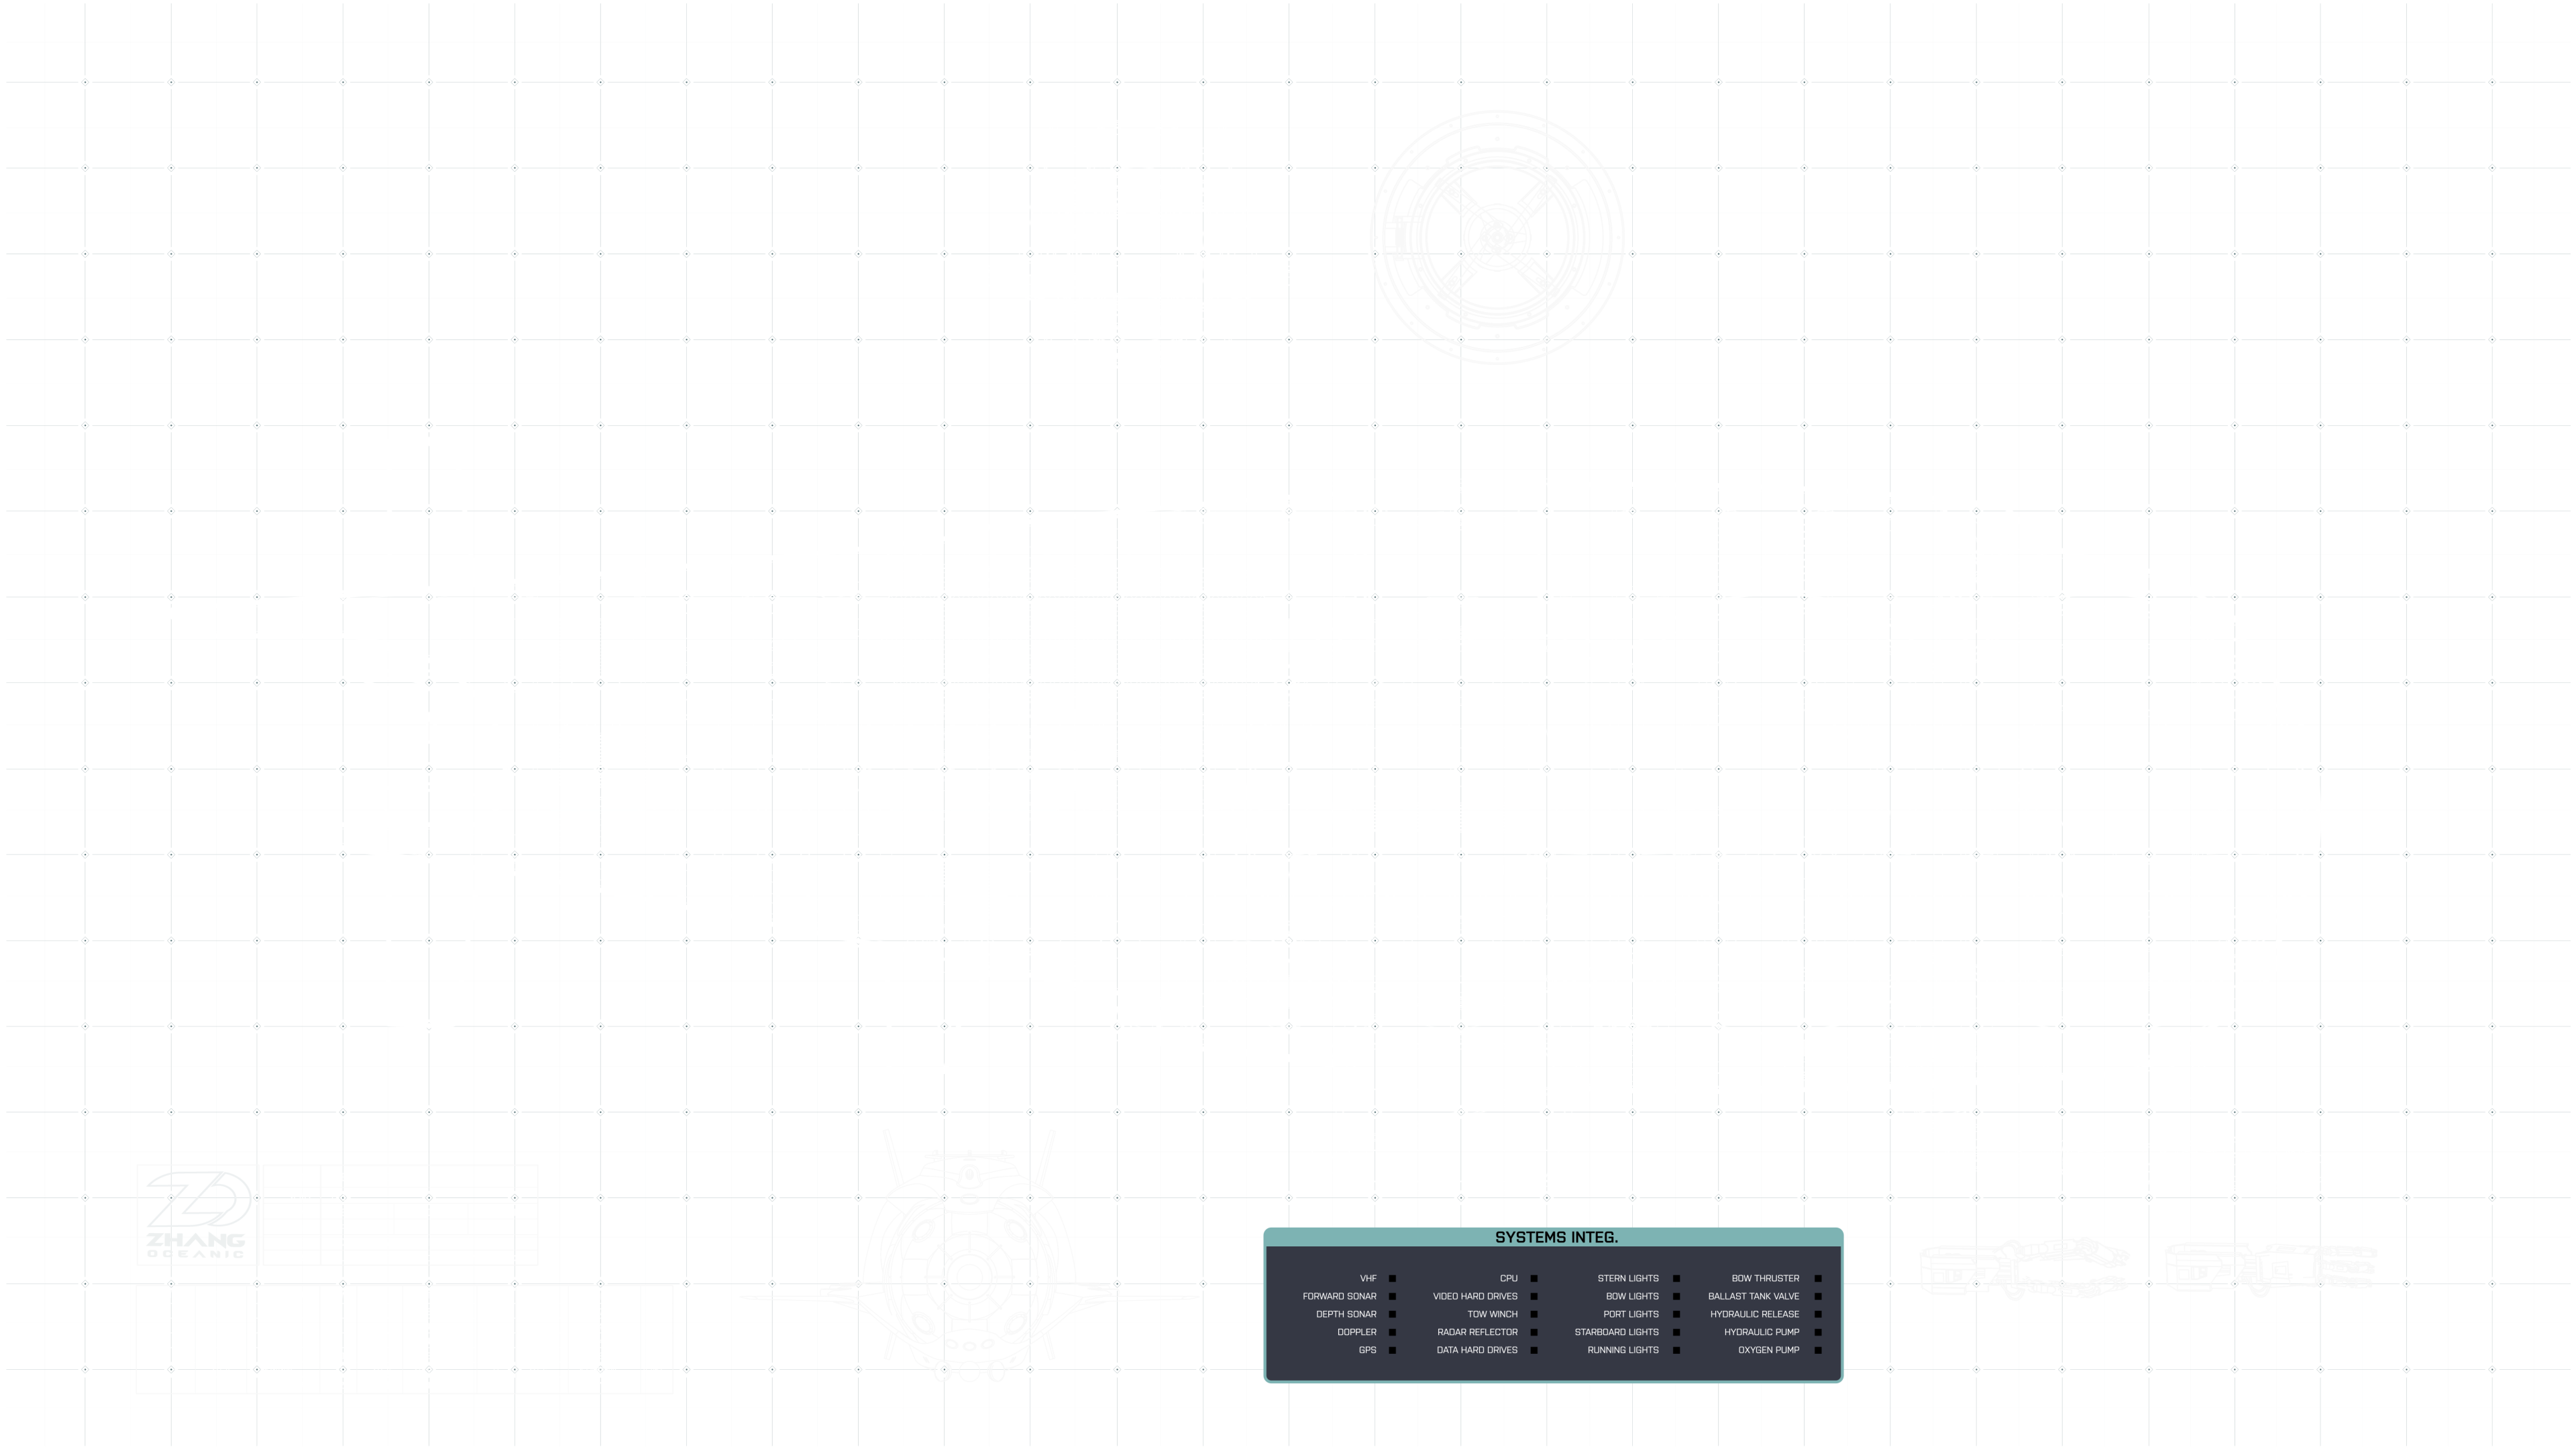 ZHANG
OCEANIC
SYSTEMS INTEG.
VHF CPU STERN LIGHTS BOW THRUSTER
FORWARD SONAR VIDEO HARD DRIVES BOW LIGHTS BALLAST TANK VALVE
DEPTH SONAR TOW WINCH PORT LIGHTS HYDRAULIC RELEASE
DOPPLER RADAR REFLECTOR STARBOARD LIGHTS HYDRAULIC PUMP
GPS DATA HARD DRIVES RUNNING LIGHTS OXYGEN PUMP